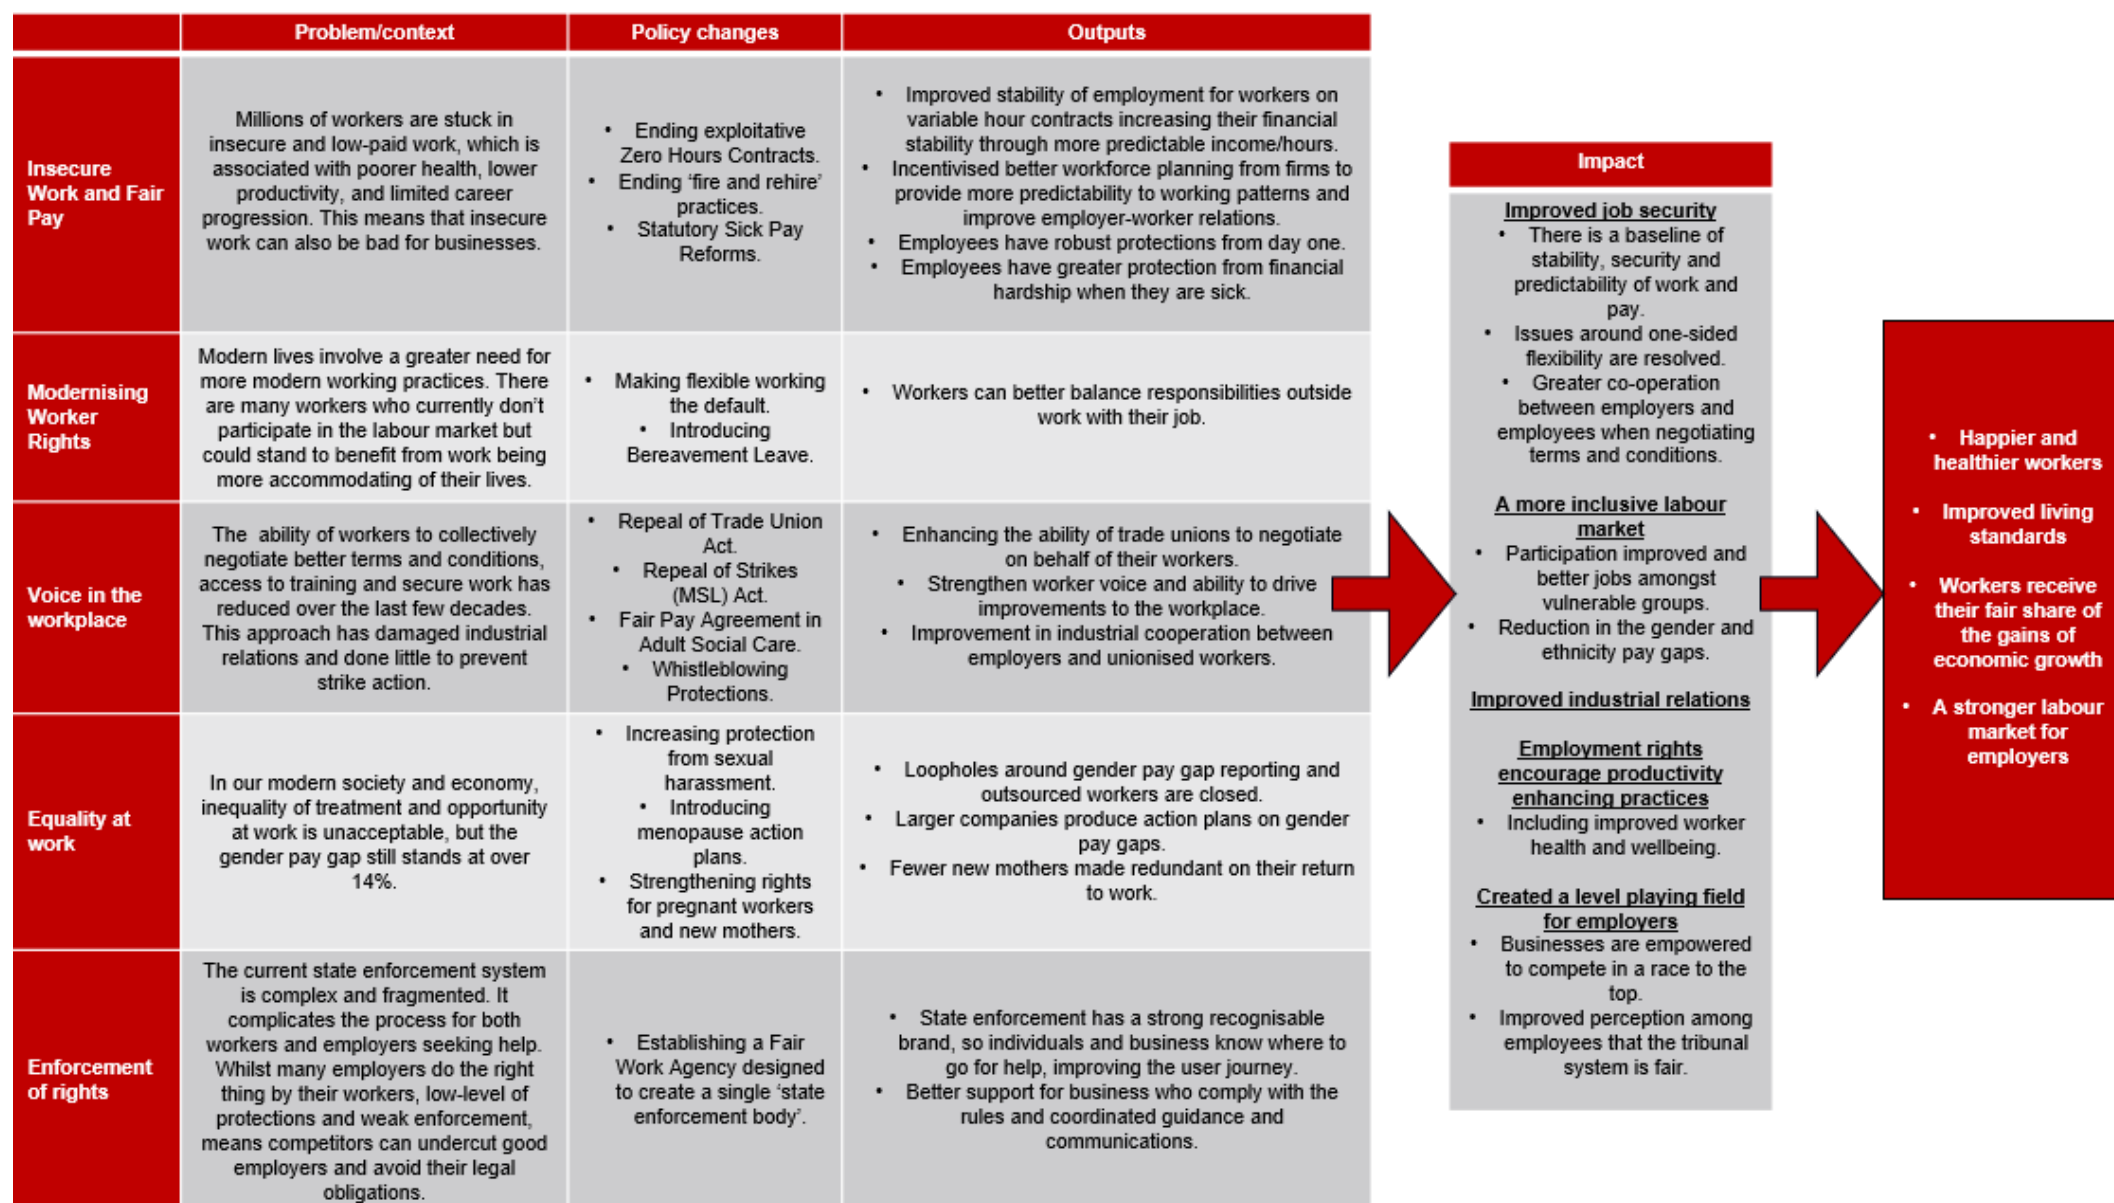 Problem/context
Policy changes
Outputs
Insecure
Work and Fair
Pay
Millions of workers are stuck in
insecure and low-paid work, which is
associated with poorer health, lower
productivity, and limited career
progression. This means that insecure
work can also be bad for businesses.
• Ending exploitative
Zero Hours Contracts.
• Ending ‘fire and rehire’
practices.
• Statutory Sick Pay
Reforms.
• Improved stability of employment for workers on
variable hour contracts increasing their financial
stability through more predictable income/hours.
• Incentivised better workforce planning from firms to
provide more predictability to working patterns and
improve employer-worker relations.
• Employees have robust protections from day one.
• Employees have greater protection from financial
hardship when they are sick.
Modernising
Worker
Rights
Modern lives involve a greater need for
more modern working practices. There
are many workers who currently don’t
participate in the labour market but
could stand to benefit from work being
more accommodating of their lives.
• Making flexible working
the default.
• Introducing
Bereavement Leave.
• Workers can better balance responsibilities outside
work with their job.
Voice in the
workplace
The ability of workers to collectively
negotiate better terms and conditions,
access to training and secure work has
reduced over the last few decades.
This approach has damaged industrial
relations and done little to prevent
strike action.
• Repeal of Trade Union
Act.
• Repeal of Strikes
(MSL) Act.
• Fair Pay Agreement in
Adult Social Care.
• Whistleblowing
Protections.
• Enhancing the ability of trade unions to negotiate
on behalf of their workers.
• Strengthen worker voice and ability to drive
improvements to the workplace.
• Improvement in industrial cooperation between
employers and unionised workers.
Equality at
work
In our modern society and economy,
inequality of treatment and opportunity
at work is unacceptable, but the
gender pay gap still stands at over
14%.
• Increasing protection
from sexual
harassment.
• Introducing
menopause action
plans.
• Strengthening rights
for pregnant workers
and new mothers.
• Loopholes around gender pay gap reporting and
outsourced workers are closed.
• Larger companies produce action plans on gender
pay gaps.
• Fewer new mothers made redundant on their return
to work.
Enforcement
of rights
The current state enforcement system
is complex and fragmented. It
complicates the process for both
workers and employers seeking help.
Whilst many employers do the right
thing by their workers, low-level of
protections and weak enforcement,
means competitors can undercut good
employers and avoid their legal
obligations.
• Establishing a Fair
Work Agency designed
to create a single ‘state
enforcement body’.
• State enforcement has a strong recognisable
brand, so individuals and business know where to
go for help, improving the user journey.
• Better support for business who comply with the
rules and coordinated guidance and
communications.
Impact
Improved job security
• There is a baseline of
stability, security and
predictability of work and
pay.
• Issues around one-sided
flexibility are resolved.
• Greater co-operation
between employers and
employees when negotiating
terms and conditions.
A more inclusive labour
market
• Participation improved and
better jobs amongst
vulnerable groups.
• Reduction in the gender and
ethnicity pay gaps.
Improved industrial relations
Employment rights
encourage productivity
enhancing practices
• Including improved worker
health and wellbeing.
Created a level playing field
for employers
• Businesses are empowered
to compete in a race to the
top.
• Improved perception among
employees that the tribunal
system is fair.
• Happier and
healthier workers
• Improved living
standards
• Workers receive
their fair share of
the gains of
economic growth
• A stronger labour
market for
employers